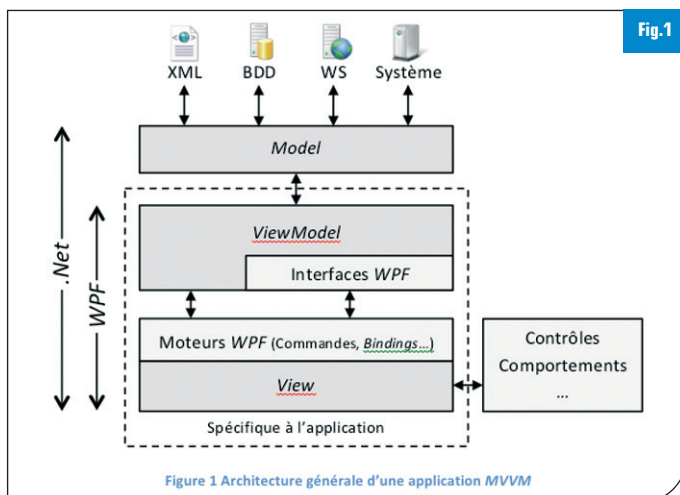 Fig.1
XML BDD WS Système
Model
.Net
WPF
ViewModel
Interfaces WPF
Moteurs WPF (Commandes, Bindings...)
View
Contrôles
Comportements
...
Spécifique à l'application
Figure 1 Architecture générale d'une application MVVM